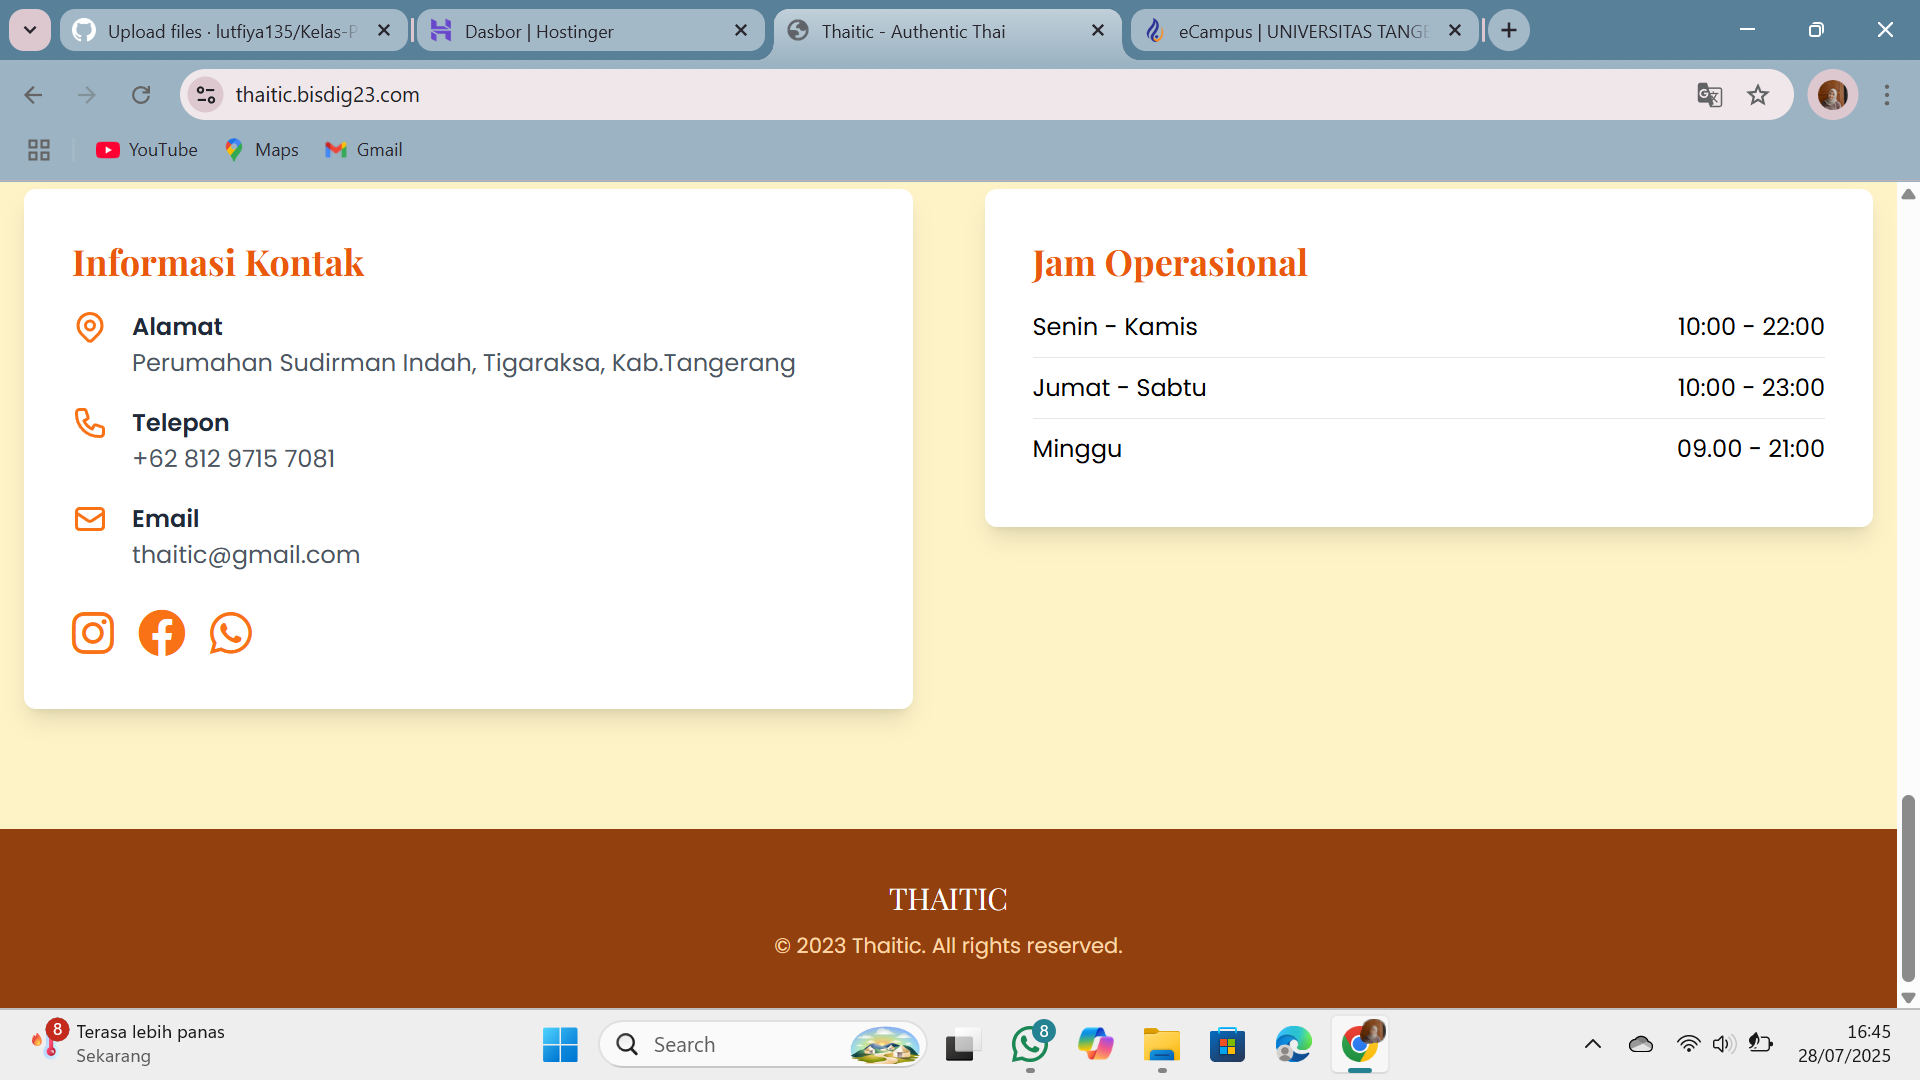 Upload files · lutfiya135/Kelas-P
Dasbor | Hostinger
Thaitic - Authentic Thai
eCampus | UNIVERSITAS TANGE
thaitic.bisdig23.com
YouTube
Maps
Gmail
Informasi Kontak
Alamat
Perumahan Sudirman Indah, Tigaraksa, Kab.Tangerang
Telepon
+62 812 9715 7081
Email
thaitic@gmail.com
Jam Operasional
Senin - Kamis 10:00 - 22:00
Jumat - Sabtu 10:00 - 23:00
Minggu 09.00 - 21:00
THAITIC
© 2023 Thaitic. All rights reserved.
8
Terasa lebih panas
Sekarang
Search
8
16:45
28/07/2025